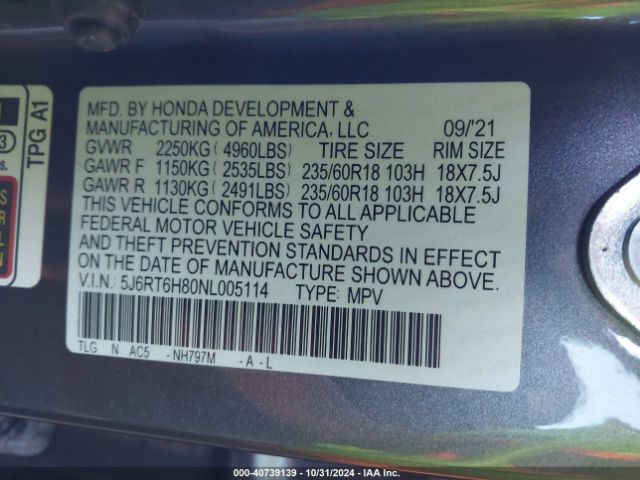 MFD. BY HONDA DEVELOPMENT &
MANUFACTURING OF AMERICA, LLC 09/'21
GVWR 2250KG ( 4960LBS) TIRE SIZE RIM SIZE
GAWR F 1150KG ( 2535LBS) 235/60R18 103H 18X7.5J
GAWR R 1130KG ( 2491LBS) 235/60R18 103H 18X7.5J
THIS VEHICLE CONFORMS TO ALL APPLICABLE
FEDERAL MOTOR VEHICLE SAFETY
AND THEFT PREVENTION STANDARDS IN EFFECT
ON THE DATE OF MANUFACTURE SHOWN ABOVE.
V.I.N.: 5J6RT6H80NL005114 TYPE: MPV
TLG N AC5 - NH797M - A - L
TPG A1
3
s.
S
R
L
000-40739139 - 10/31/2024 - IAA Inc.